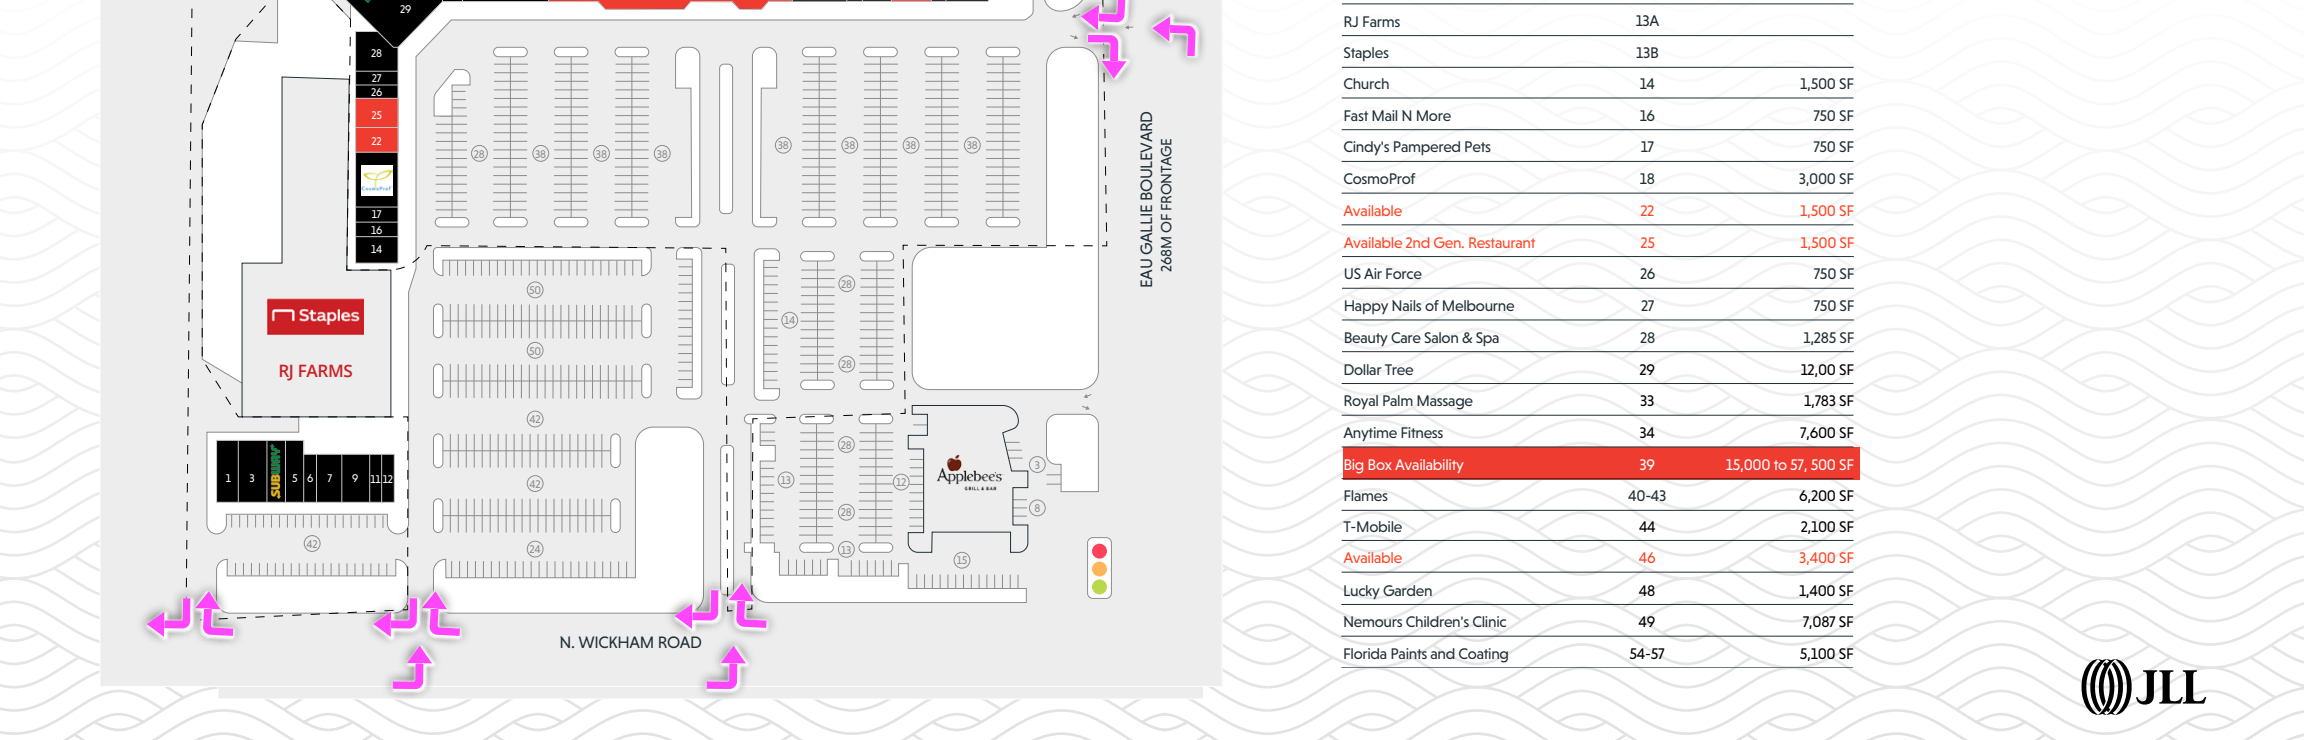 29
28
27
26
25
22
CosmoProf
17
16
14
28
38
38
38
38
38
38
38
EAU GALLIE BOULEVARD
268M OF FRONTAGE
50
50
42
42
24
14
28
28
Staples
RJ FARMS
1
3
SUBWAY
5
6
7
9
11
12
42
13
28
28
13
12
Applebee's
GRILL & BAR
3
8
15
N. WICKHAM ROAD
RJ Farms 13A
Staples 13B
Church 14 1,500 SF
Fast Mail N More 16 750 SF
Cindy's Pampered Pets 17 750 SF
CosmoProf 18 3,000 SF
Available 22 1,500 SF
Available 2nd Gen. Restaurant 25 1,500 SF
US Air Force 26 750 SF
Happy Nails of Melbourne 27 750 SF
Beauty Care Salon & Spa 28 1,285 SF
Dollar Tree 29 12,00 SF
Royal Palm Massage 33 1,783 SF
Anytime Fitness 34 7,600 SF
Big Box Availability 39 15,000 to 57, 500 SF
Flames 40-43 6,200 SF
T-Mobile 44 2,100 SF
Available 46 3,400 SF
Lucky Garden 48 1,400 SF
Nemours Children's Clinic 49 7,087 SF
Florida Paints and Coating 54-57 5,100 SF
JLL